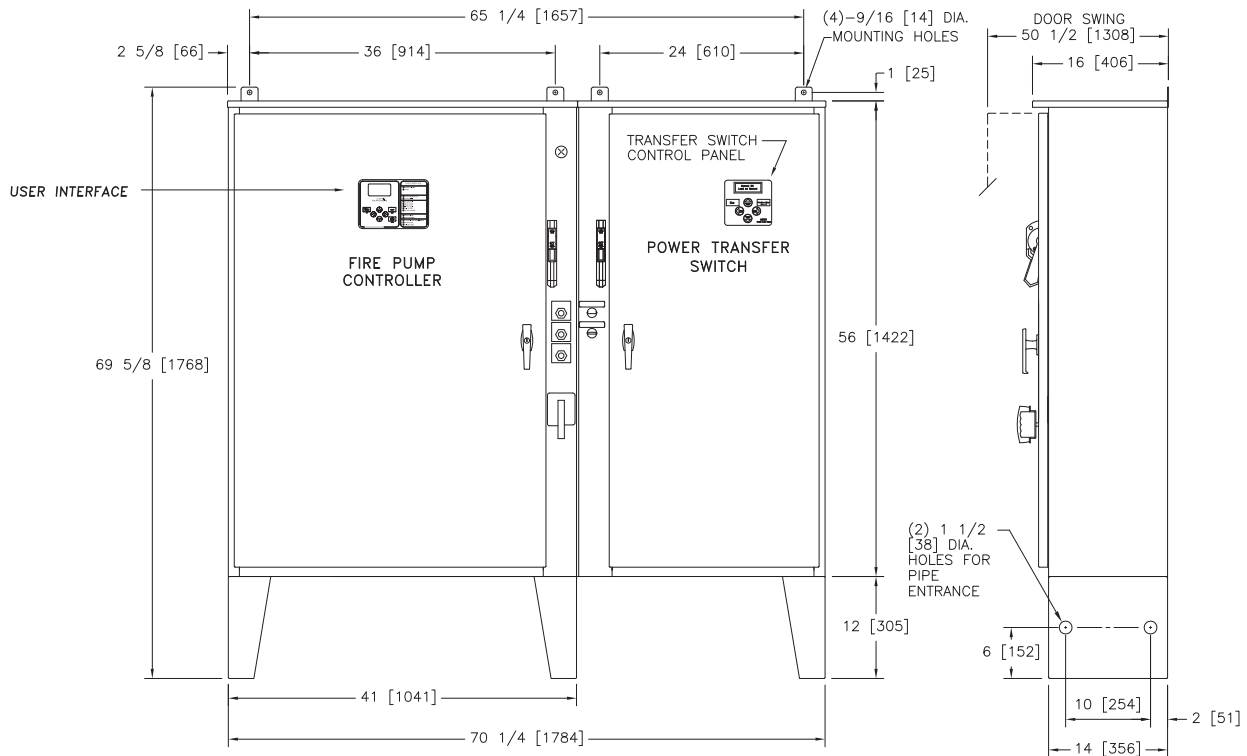 65 1/4 [1657]
(4)-9/16 [14] DIA.
MOUNTING HOLES
DOOR SWING
50 1/2 [1308]
2 5/8 [66]
36 [914]
24 [610]
16 [406]
1 [25]
TRANSFER SWITCH
CONTROL PANEL
USER INTERFACE
FIRE PUMP
CONTROLLER
POWER TRANSFER
SWITCH
69 5/8 [1768]
56 [1422]
(2) 1 1/2
[38] DIA.
HOLES FOR
PIPE
ENTRANCE
12 [305]
6 [152]
41 [1041]
10 [254]
2 [51]
70 1/4 [1784]
14 [356]